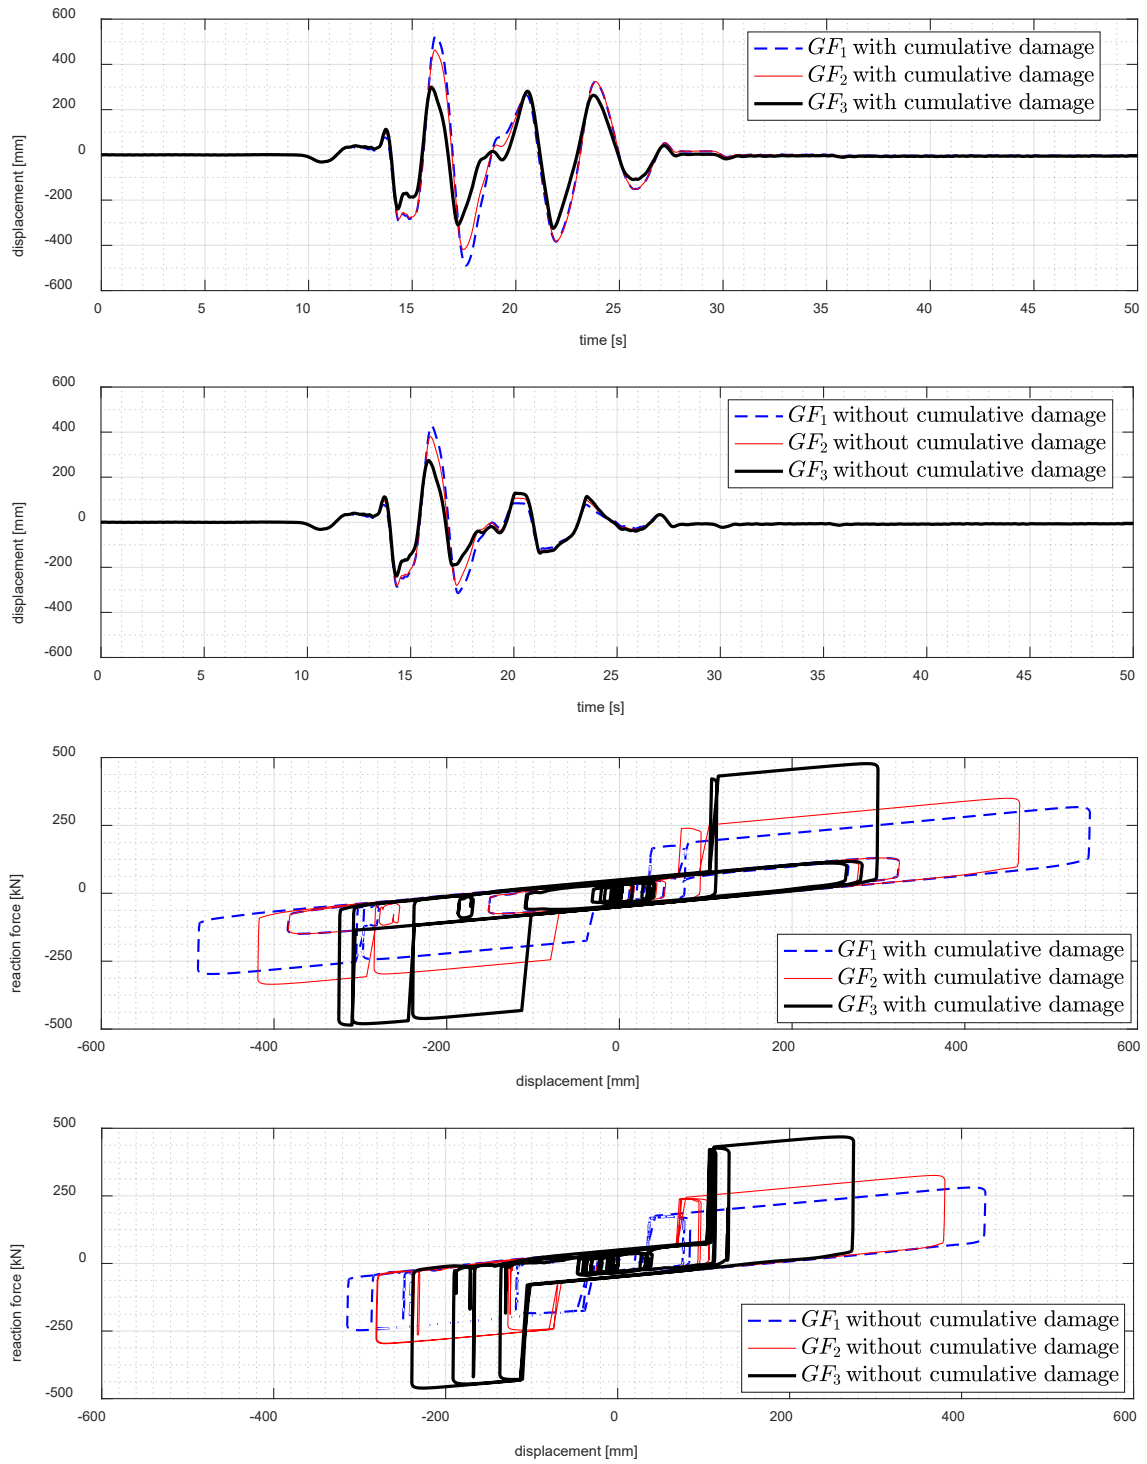 600
400
200
0
-200
-400
-600
displacement [mm]
GF₁ with cumulative damage
GF₂ with cumulative damage
GF₃ with cumulative damage
0 5 10 15 20 25 30 35 40 45 50
time [s]
600
400
200
0
-200
-400
-600
displacement [mm]
GF₁ without cumulative damage
GF₂ without cumulative damage
GF₃ without cumulative damage
0 5 10 15 20 25 30 35 40 45 50
time [s]
500
250
0
-250
-500
reaction force [kN]
GF₁ with cumulative damage
GF₂ with cumulative damage
GF₃ with cumulative damage
-600 -400 -200 0 200 400 600
displacement [mm]
500
250
0
-250
-500
reaction force [kN]
GF₁ without cumulative damage
GF₂ without cumulative damage
GF₃ without cumulative damage
-600 -400 -200 0 200 400 600
displacement [mm]